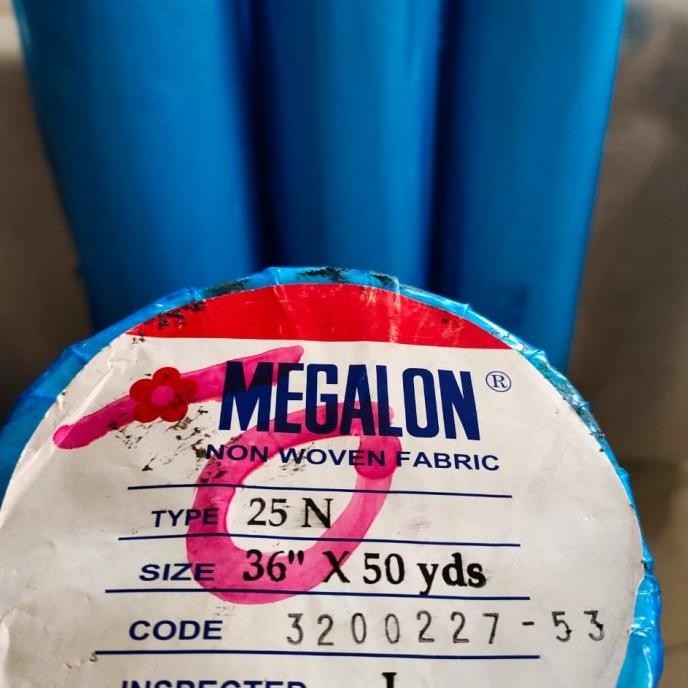 MEGALON ®
NON WOVEN FABRIC
TYPE 25 N
SIZE 36" X 50 yds
CODE 3200227-53